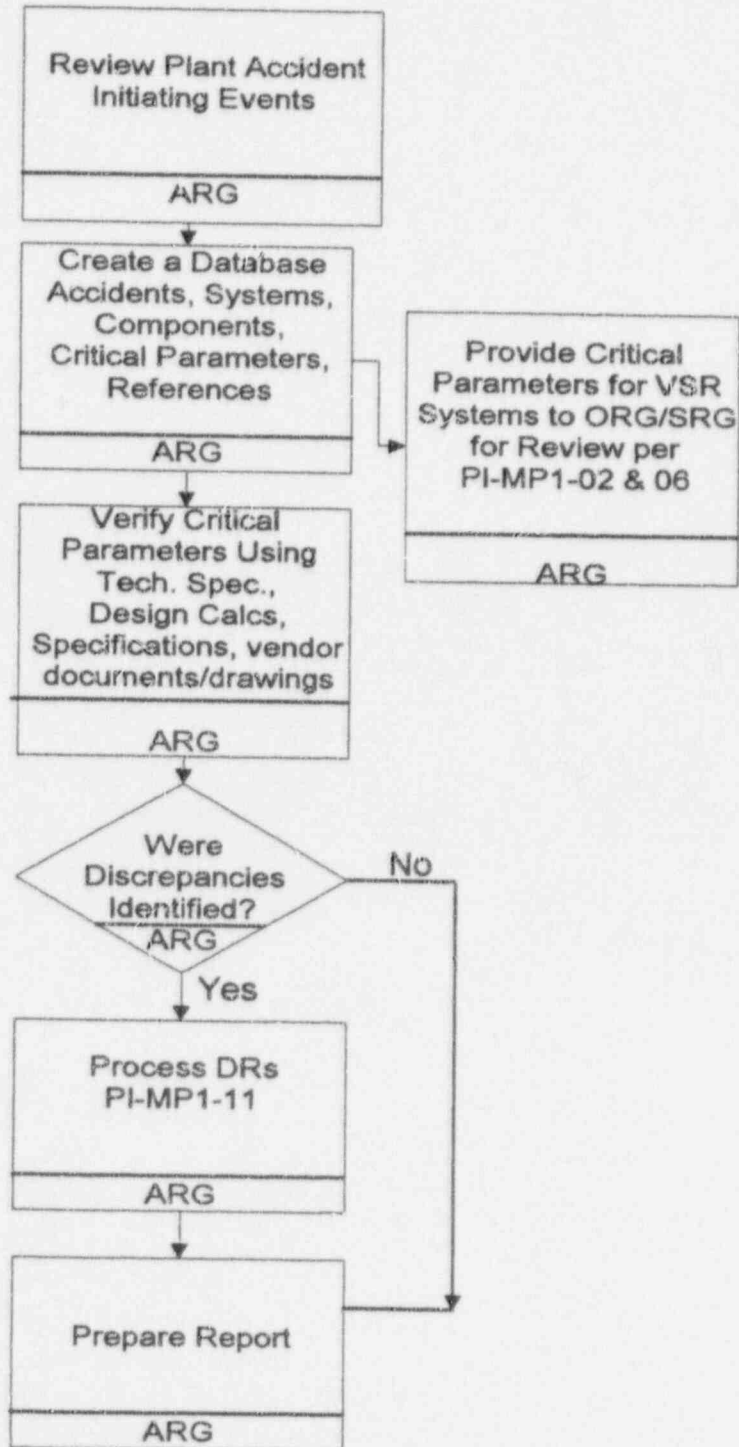 Review Plant Accident
Initiating Events
ARG
Create a Database
Accidents, Systems,
Components,
Critical Parameters,
References
ARG
Provide Critical
Parameters for VSR
Systems to ORG/SRG
for Review per
PI-MP1-02 & 06
ARG
Verify Critical
Parameters Using
Tech. Spec.,
Design Calcs,
Specifications, vendor
documents/drawings
ARG
Were
Discrepancies
Identified?
ARG
No
Yes
Process DRs
PI-MP1-11
ARG
Prepare Report
ARG